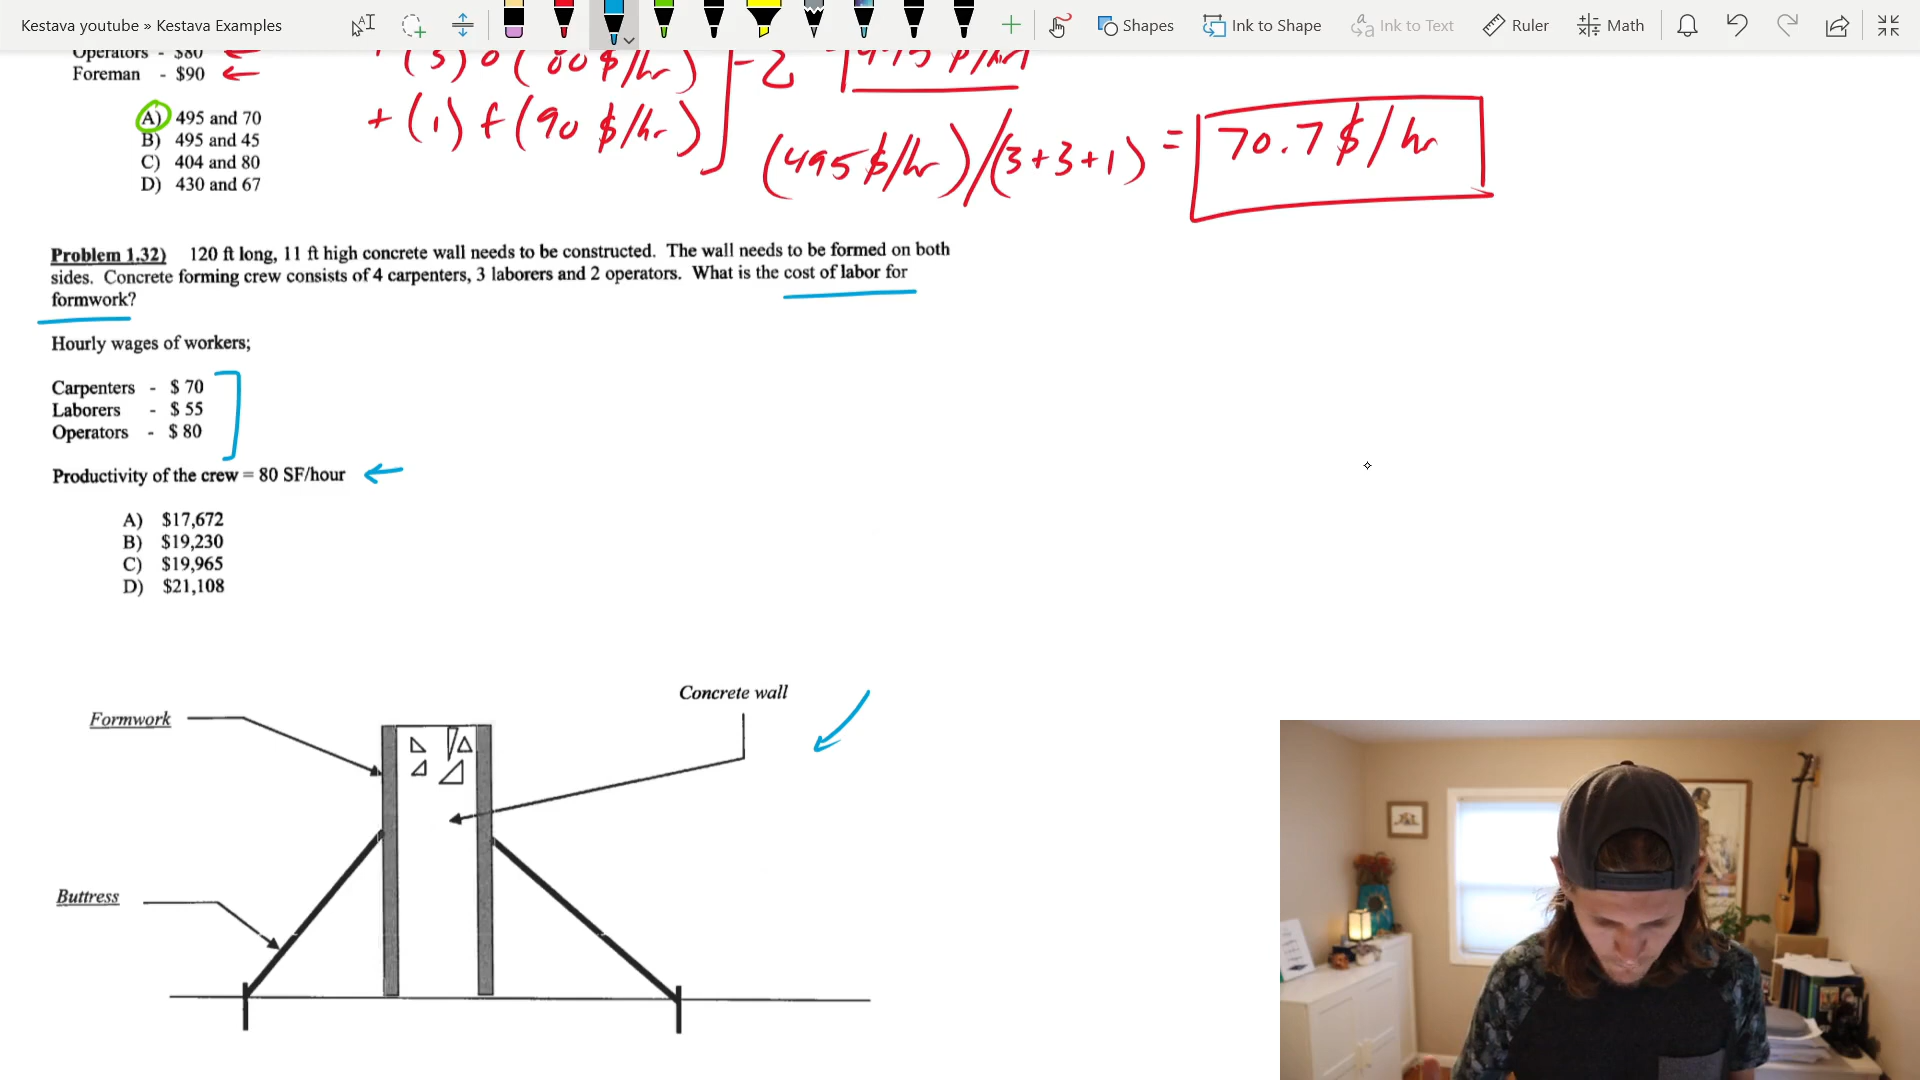 Kestava youtube » Kestava Examples
Shapes
Ink to Shape
Ink to Text
Ruler
Math
Operators - $80
Foreman - $90
A) 495 and 70
B) 495 and 45
C) 404 and 80
D) 430 and 67
+ (1) f (90 $/hr)
(495 $/hr)/(3+3+1) = 70.7 $/hr
Problem 1.32) 120 ft long, 11 ft high concrete wall needs to be constructed. The wall needs to be formed on both
sides. Concrete forming crew consists of 4 carpenters, 3 laborers and 2 operators. What is the cost of labor for
formwork?
Hourly wages of workers;
Carpenters - $ 70
Laborers - $ 55
Operators - $ 80
Productivity of the crew = 80 SF/hour
A) $17,672
B) $19,230
C) $19,965
D) $21,108
Concrete wall
Formwork
Buttress